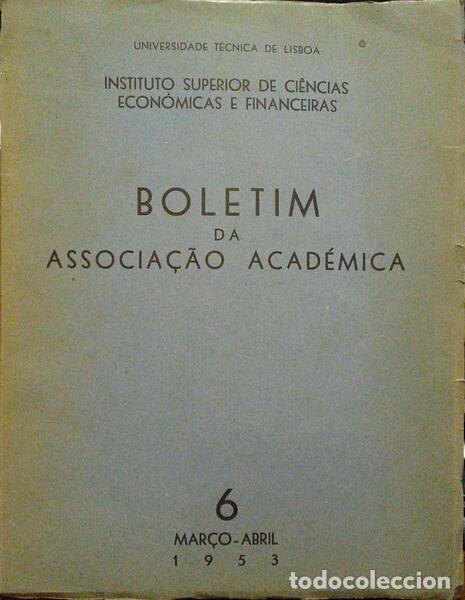 UNIVERSIDADE TÉCNICA DE LISBOA
INSTITUTO SUPERIOR DE CIÊNCIAS
ECONÓMICAS E FINANCEIRAS
BOLETIM
DA
ASSOCIAÇÃO ACADÉMICA
6
MARÇO-ABRIL
1953
todocoleccion